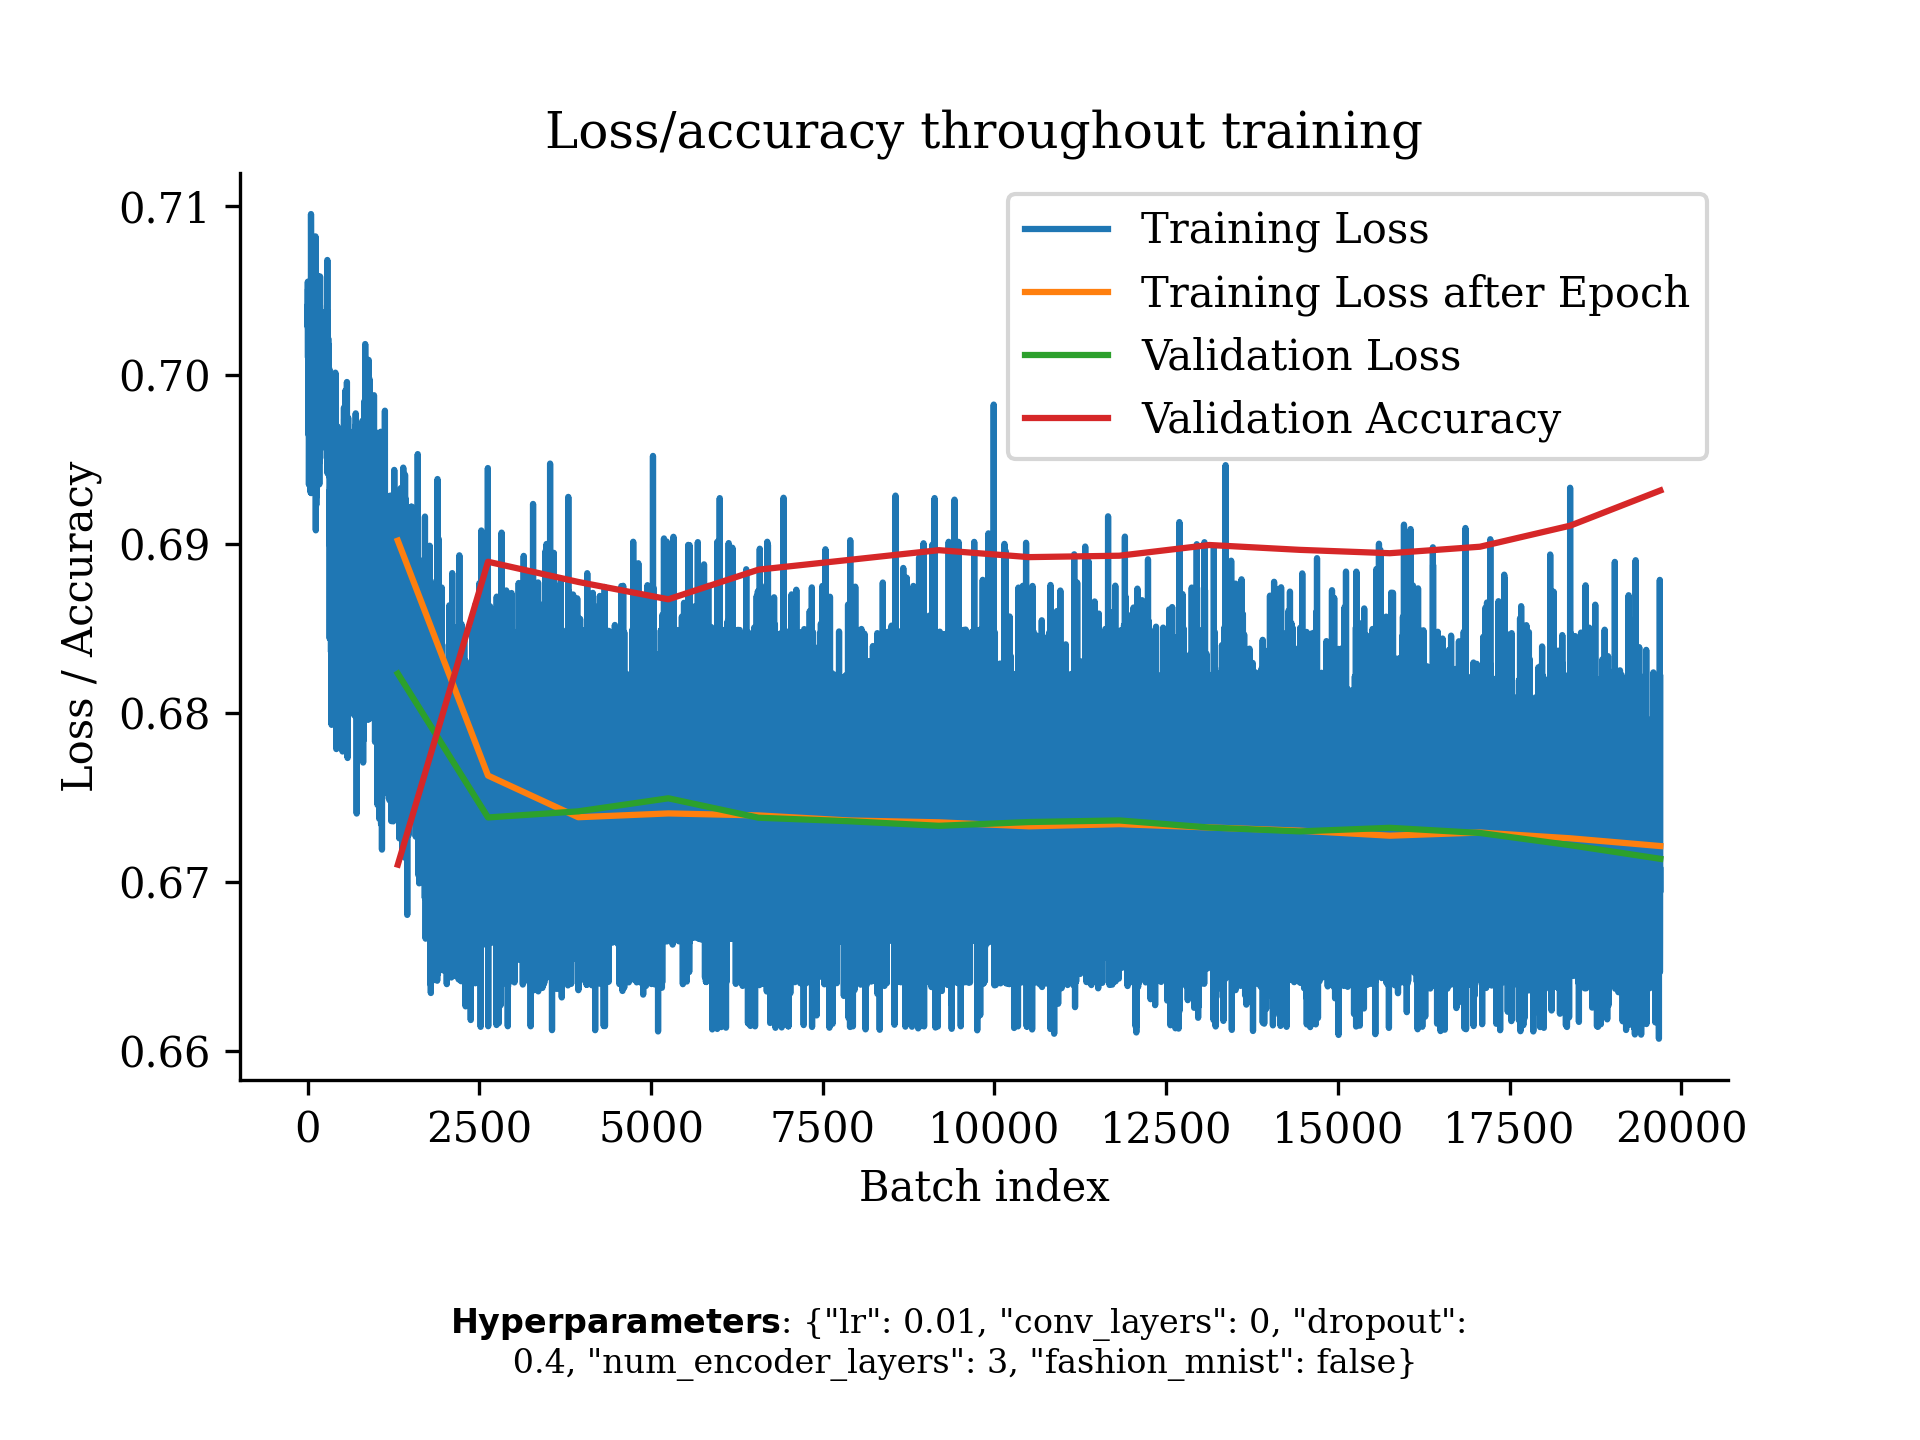 Loss/accuracy throughout training
0.71
0.70
0.69
0.68
0.67
0.66
Loss / Accuracy
Training Loss
Training Loss after Epoch
Validation Loss
Validation Accuracy
0 2500 5000 7500 10000 12500 15000 17500 20000
Batch index
Hyperparameters: {"lr": 0.01, "conv_layers": 0, "dropout":
0.4, "num_encoder_layers": 3, "fashion_mnist": false}